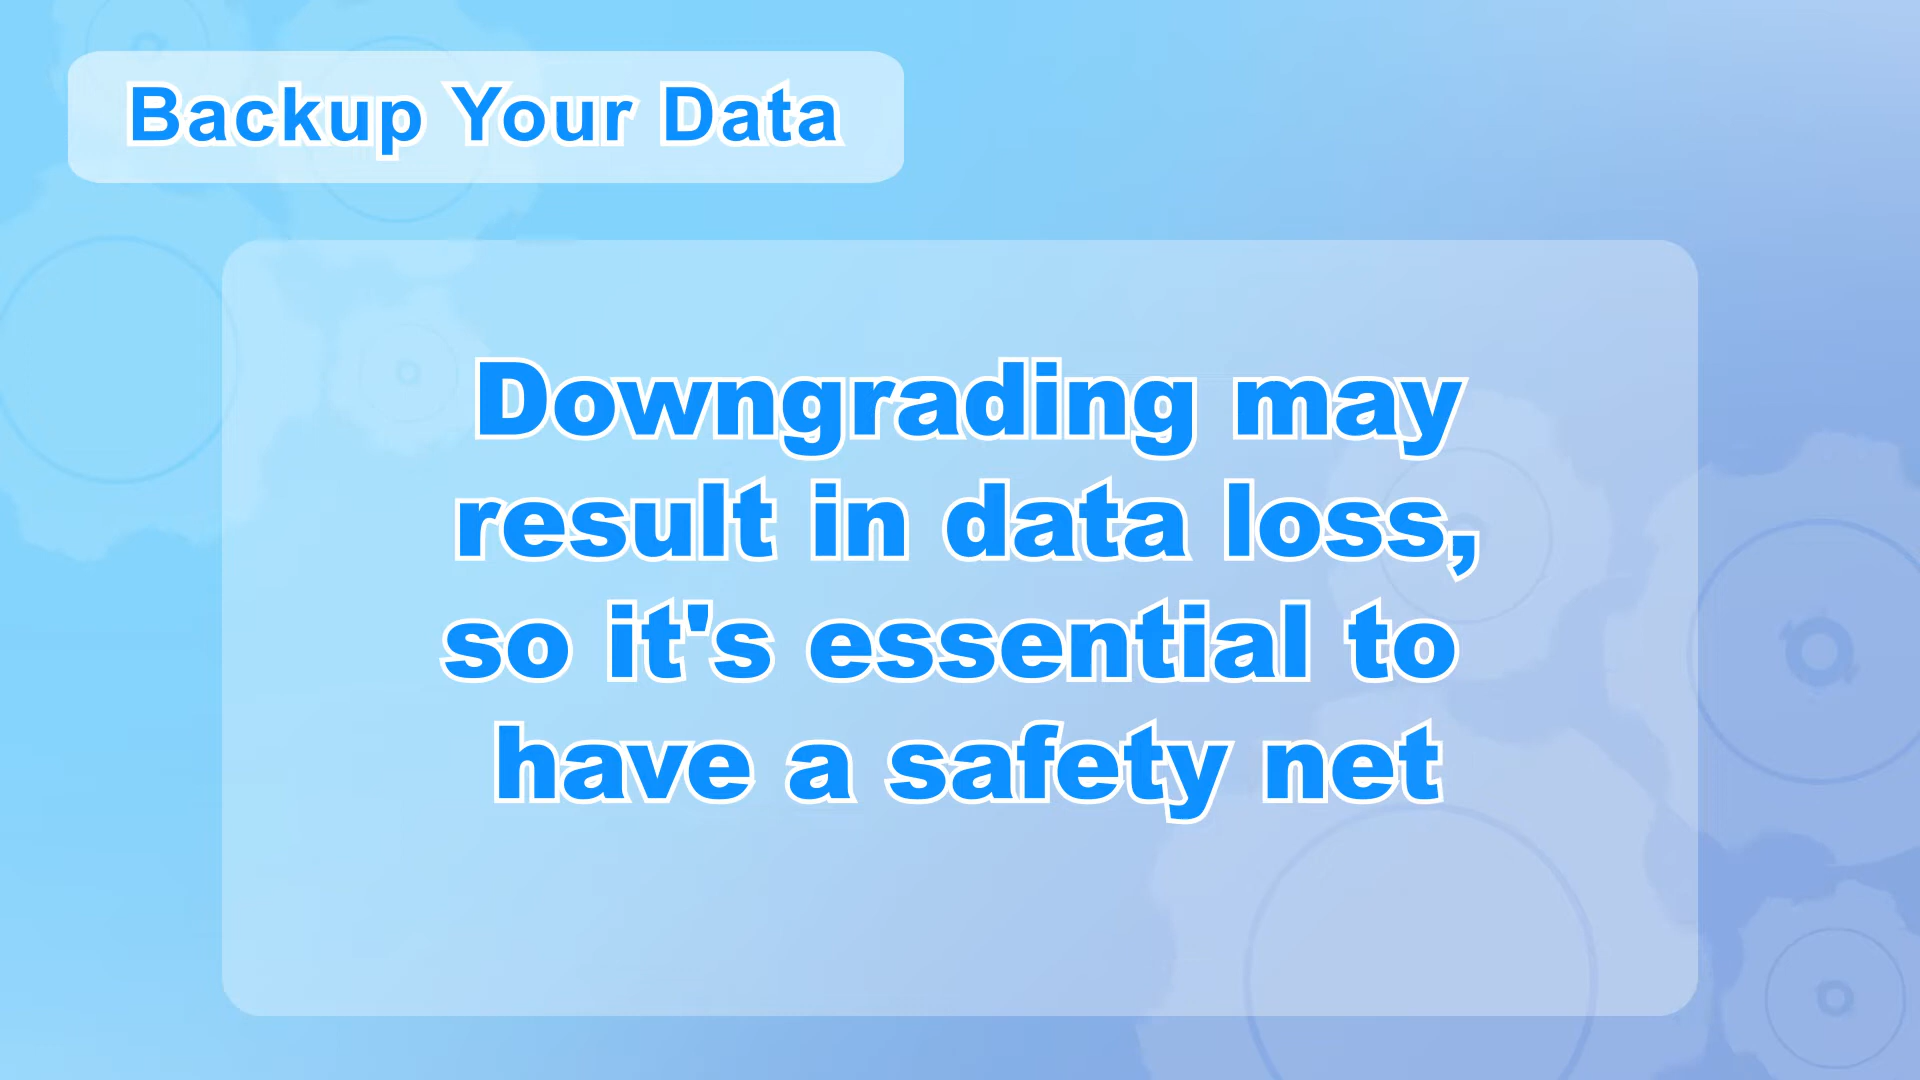 Backup Your Data
Downgrading may
result in data loss,
so it's essential to
have a safety net